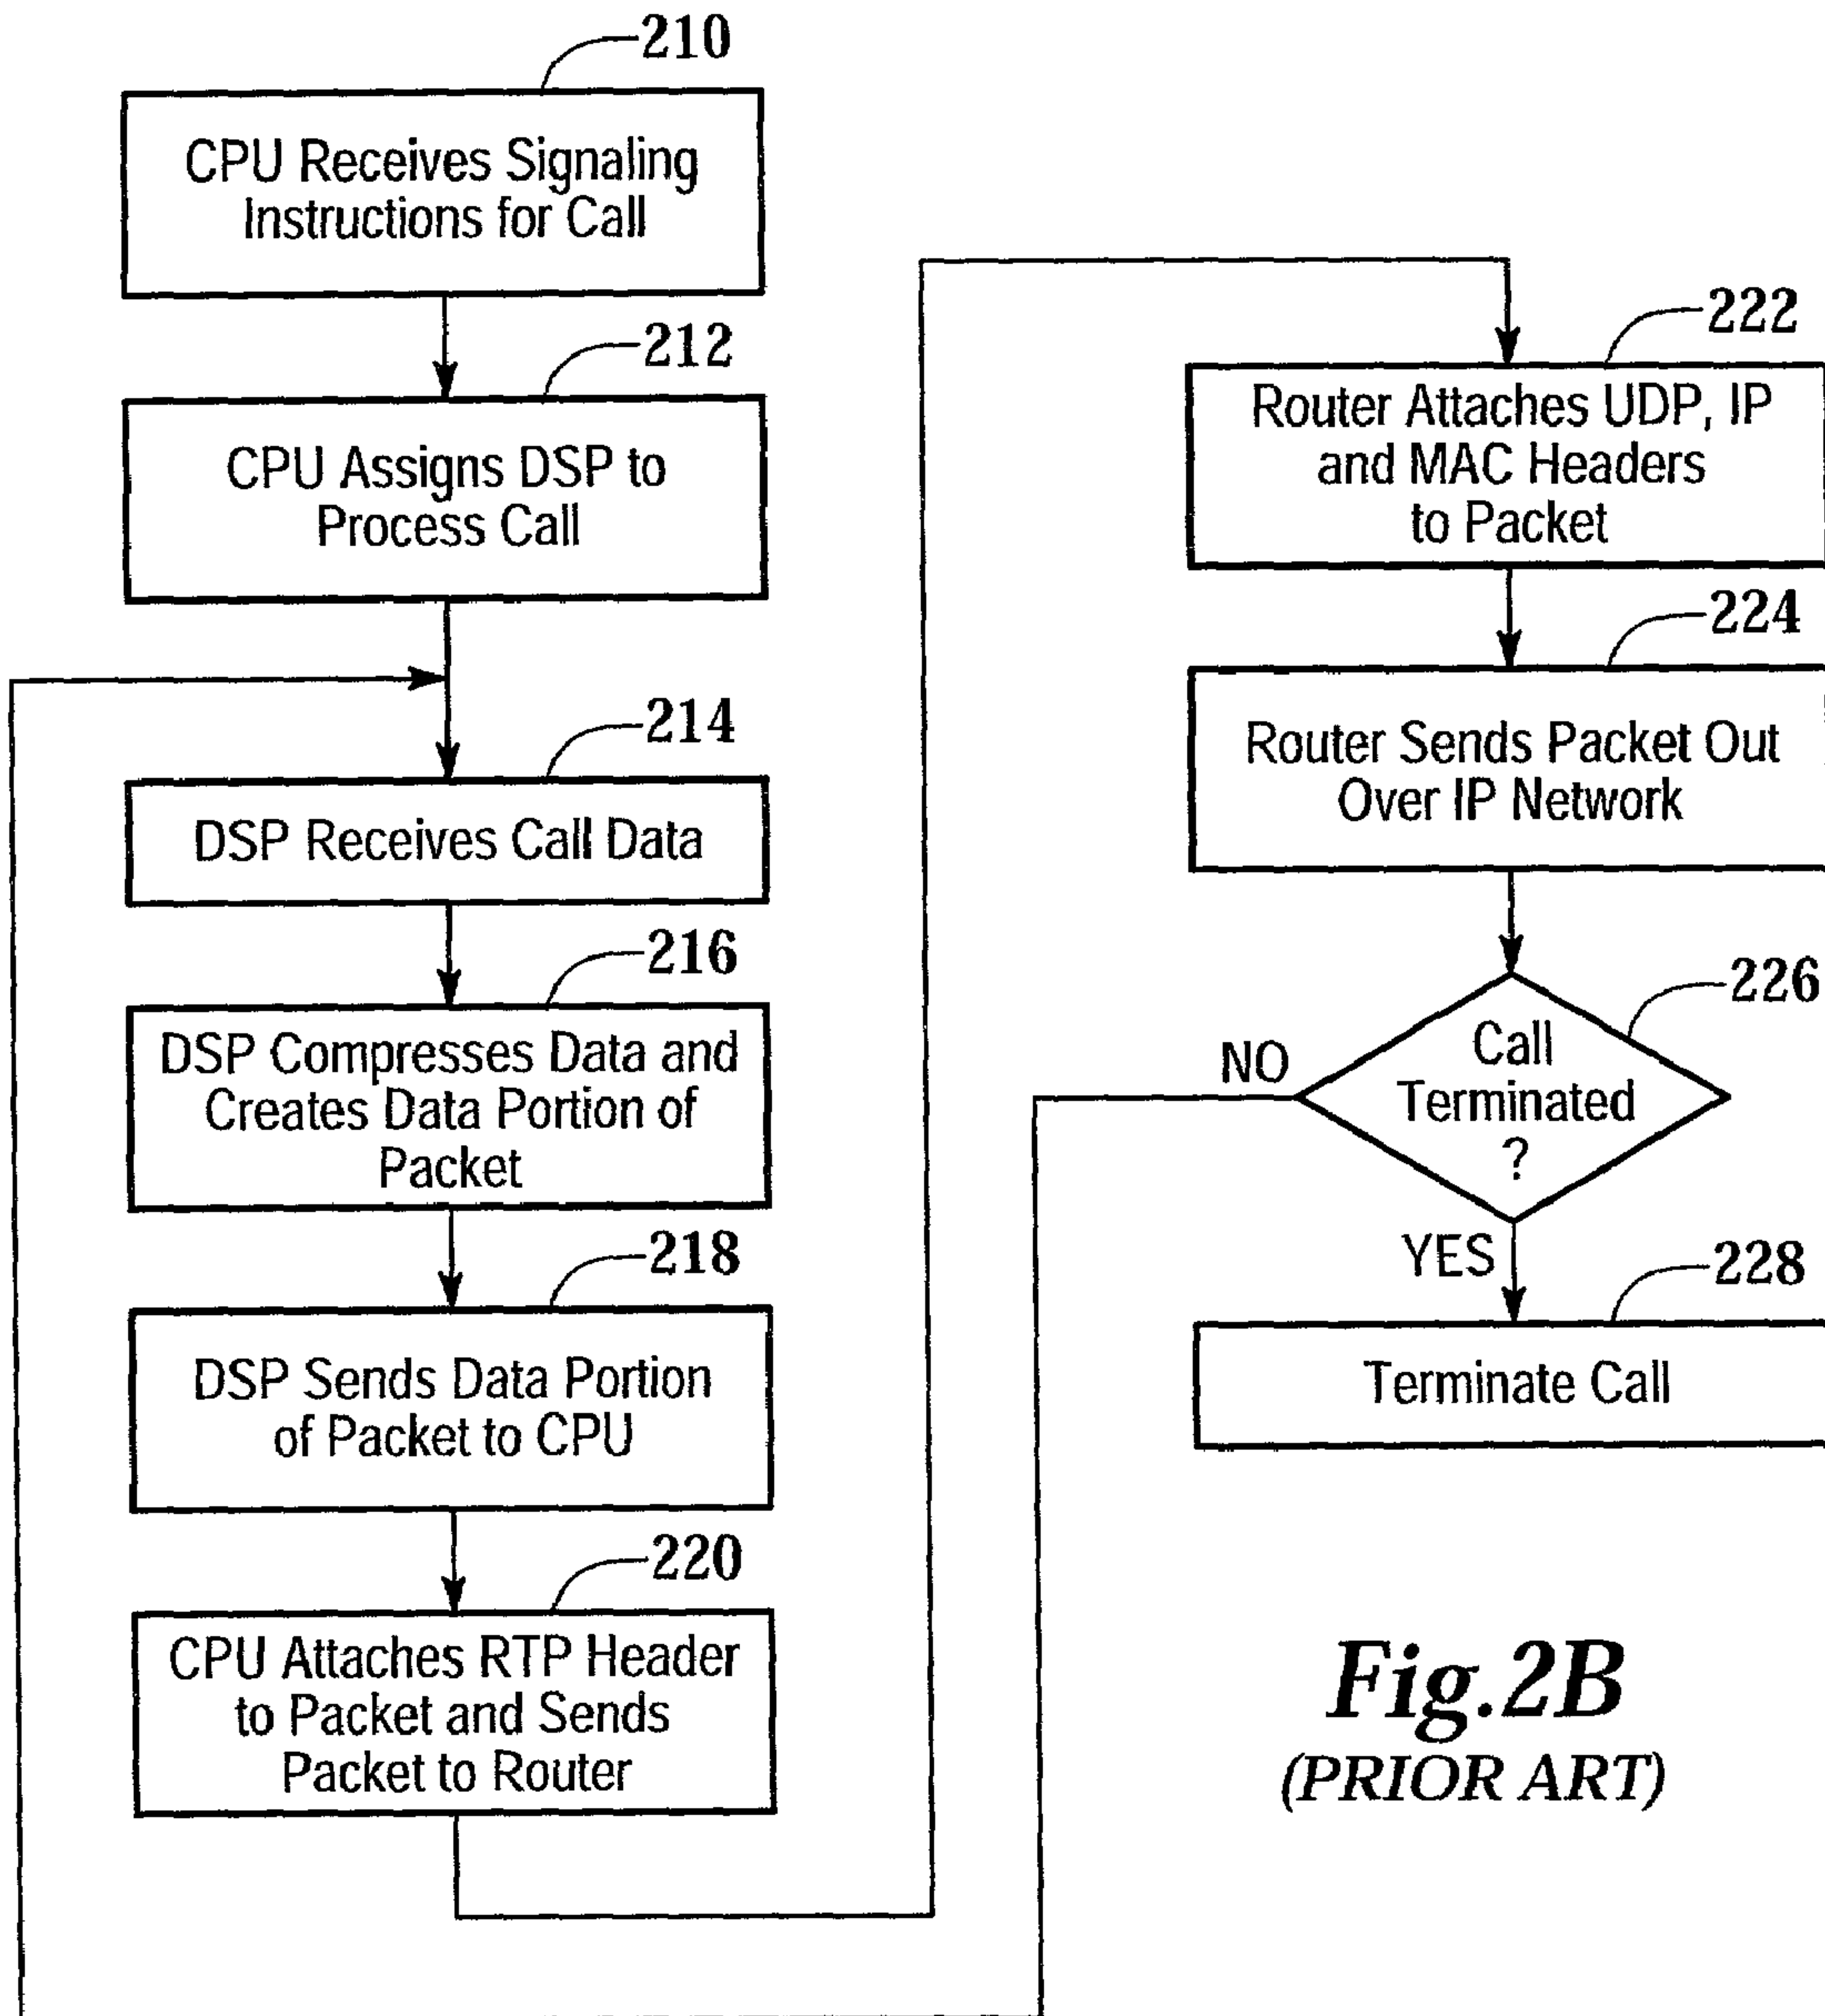 210
CPU Receives Signaling
Instructions for Call
212
CPU Assigns DSP to
Process Call
214
DSP Receives Call Data
216
DSP Compresses Data and
Creates Data Portion of
Packet
218
DSP Sends Data Portion
of Packet to CPU
220
CPU Attaches RTP Header
to Packet and Sends
Packet to Router
222
Router Attaches UDP, IP
and MAC Headers
to Packet
224
Router Sends Packet Out
Over IP Network
226
Call
Terminated
?
NO
YES
228
Terminate Call
Fig.2B
(PRIOR ART)